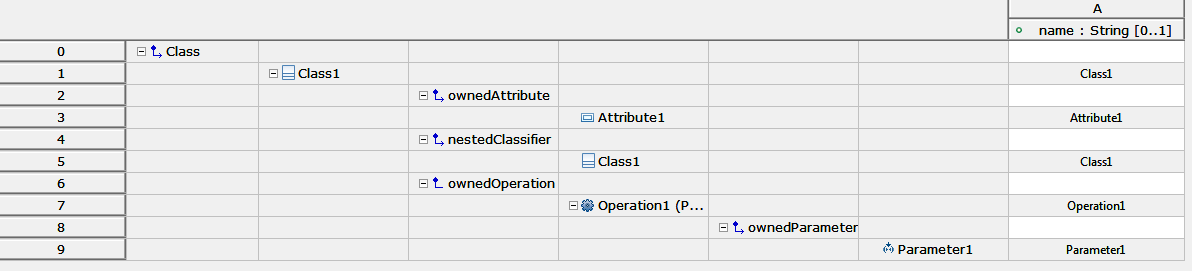 A
name : String [0..1]
0 Class
1 Class1 Class1
2 ownedAttribute
3 Attribute1 Attribute1
4 nestedClassifier
5 Class1 Class1
6 ownedOperation
7 Operation1 (P... Operation1
8 ownedParameter
9 Parameter1 Parameter1